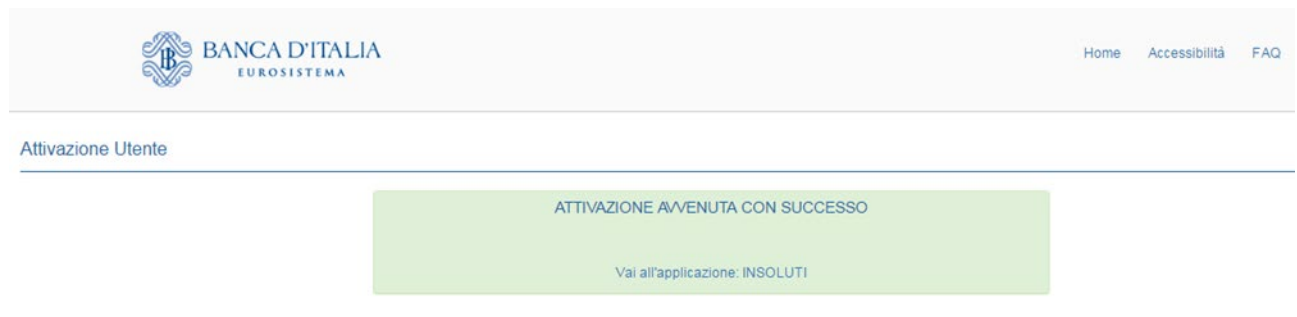 BANCA D'ITALIA
EUROSISTEMA
Home Accessibilità FAQ
Attivazione Utente
ATTIVAZIONE AVVENUTA CON SUCCESSO
Vai all'applicazione: INSOLUTI